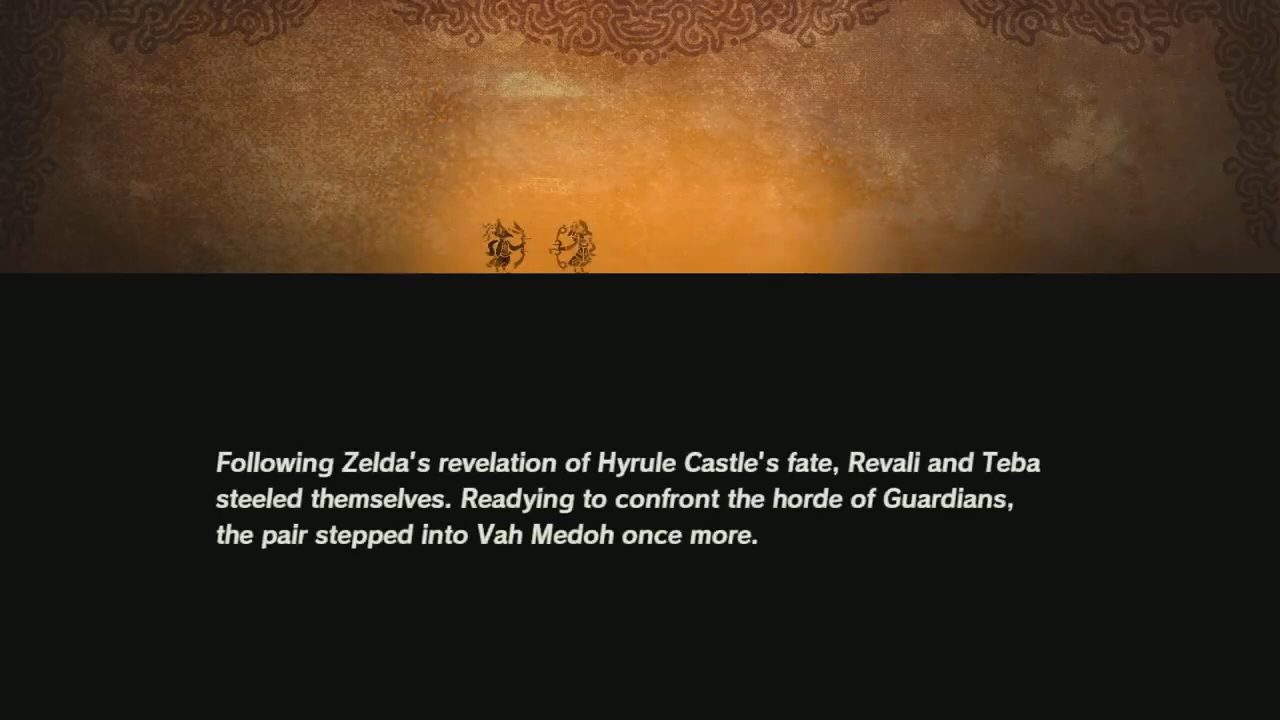 Following Zelda's revelation of Hyrule Castle's fate, Revali and Teba
steeled themselves. Readying to confront the horde of Guardians,
the pair stepped into Vah Medoh once more.